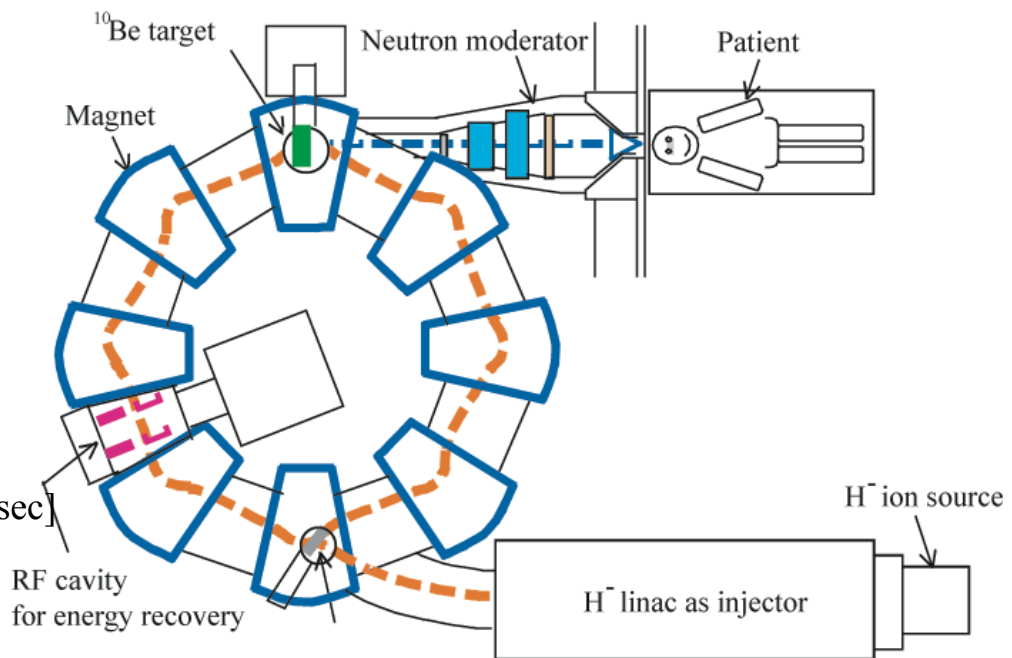 ¹⁰Be target
Neutron moderator
Patient
Magnet
sec]
H⁻ ion source
RF cavity
for energy recovery
H⁻ linac as injector